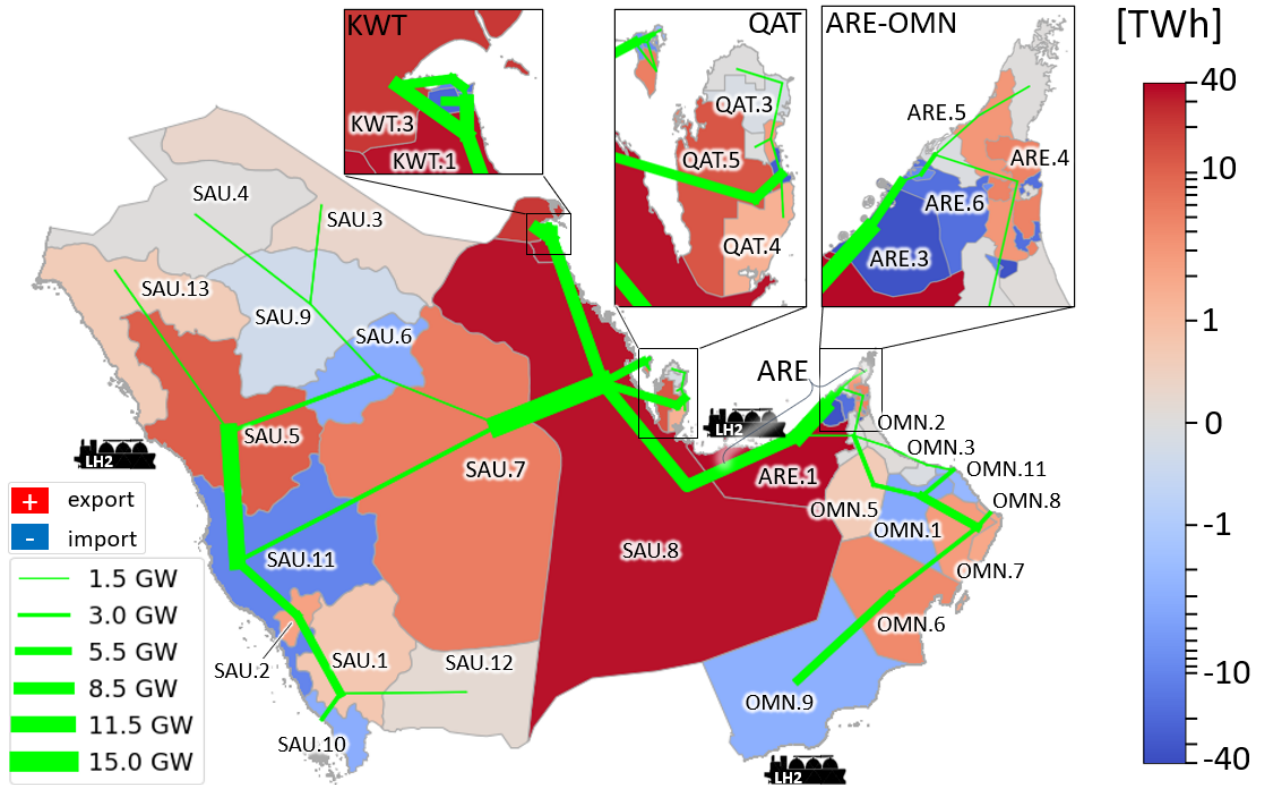 KWT
KWT.3
KWT.1
QAT
QAT.3
QAT.5
QAT.4
ARE-OMN
ARE.5
ARE.4
ARE.6
ARE.3
[TWh]
40
10
1
0
-1
-10
-40
SAU.4
SAU.3
SAU.13
SAU.9
SAU.6
SAU.5
SAU.7
SAU.11
SAU.8
SAU.2
SAU.1
SAU.12
SAU.10
ARE
ARE.1
OMN.2
OMN.3
OMN.11
OMN.8
OMN.5
OMN.1
OMN.7
OMN.6
OMN.9
LH2
LH2
LH2
+ export
- import
1.5 GW
3.0 GW
5.5 GW
8.5 GW
11.5 GW
15.0 GW